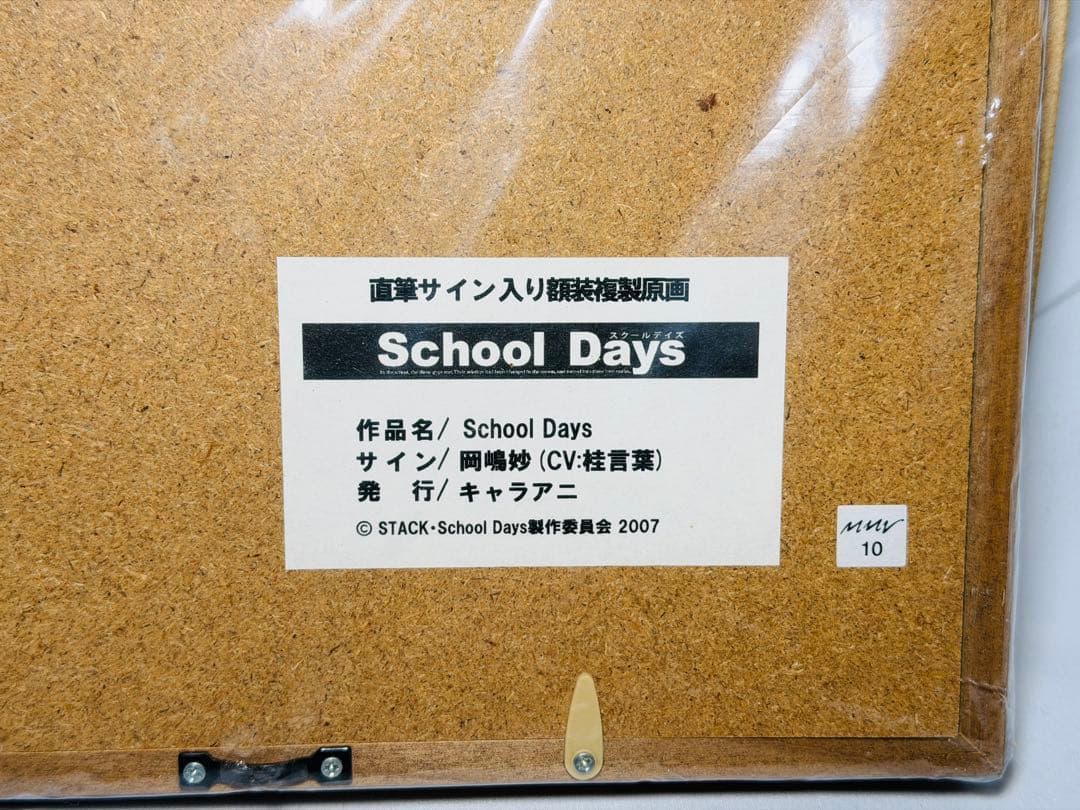 直筆サイン入り額装複製原画
スクールデイズ
School Days
作品名/ School Days
サイン/ 岡嶋妙 (CV:桂言葉)
発 行/ キャラアニ
© STACK・School Days製作委員会 2007
10